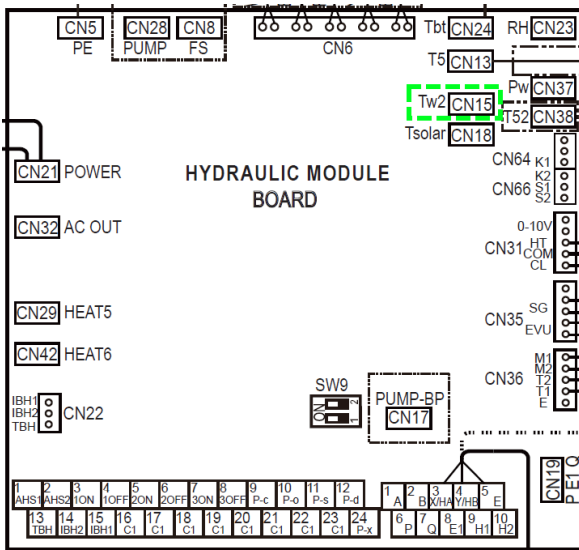 CN5
PE
CN28
PUMP
CN8
FS
CN6
Tbt CN24
RH CN23
T5 CN13
Pw CN37
Tw2 CN15
T52 CN38
Tsolar CN18
CN64 K1
CN66 K2
S1
S2
CN21 POWER
HYDRAULIC MODULE
BOARD
CN32 AC OUT
0-10V
CN31 HT
COM
CL
CN29 HEAT5
CN35 SG
EVU
CN42 HEAT6
CN36 M1
M2
T2
T1
E
IBH1
IBH2
TBH
CN22
SW9
ON
2
1
PUMP-BP
CN17
CN19
P E1 Q
1 2 3 4 5 6 7 8 9 10 11 12
AHS1 AHS2 1ON 1OFF 2ON 2OFF 3ON 3OFF P-c P-o P-s P-d
13 14 15 16 17 18 19 20 21 22 23 24
TBH IBH2 IBH1 C1 C1 C1 C1 C1 C1 C1 C1 P-x
1 2 3 4 5
A B X/HA Y/HB E
6 7 8 9 10
P Q E1 H1 H2